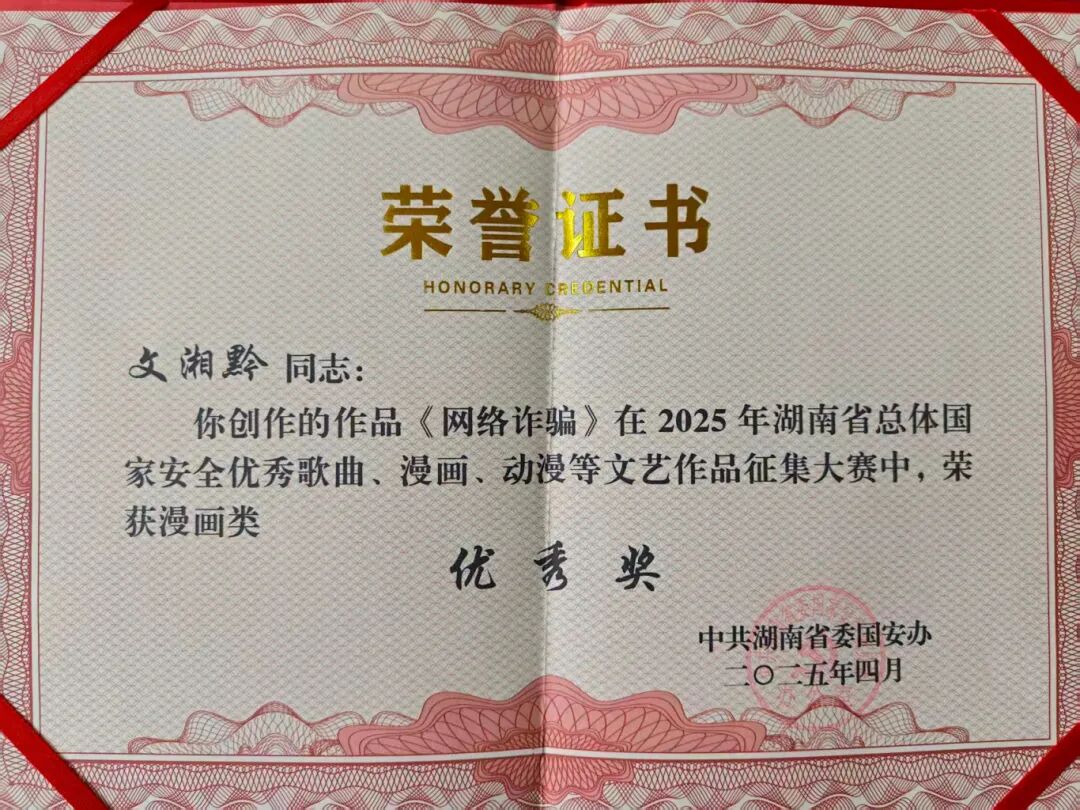 荣誉证书
HONORARY CREDENTIAL
文湘黔 同志：
你创作的作品《网络诈骗》在 2025 年湖南省总体国
家安全优秀歌曲、漫画、动漫等文艺作品征集大赛中，荣
获漫画类
优秀奖
中共湖南省委国安办
二〇二五年四月